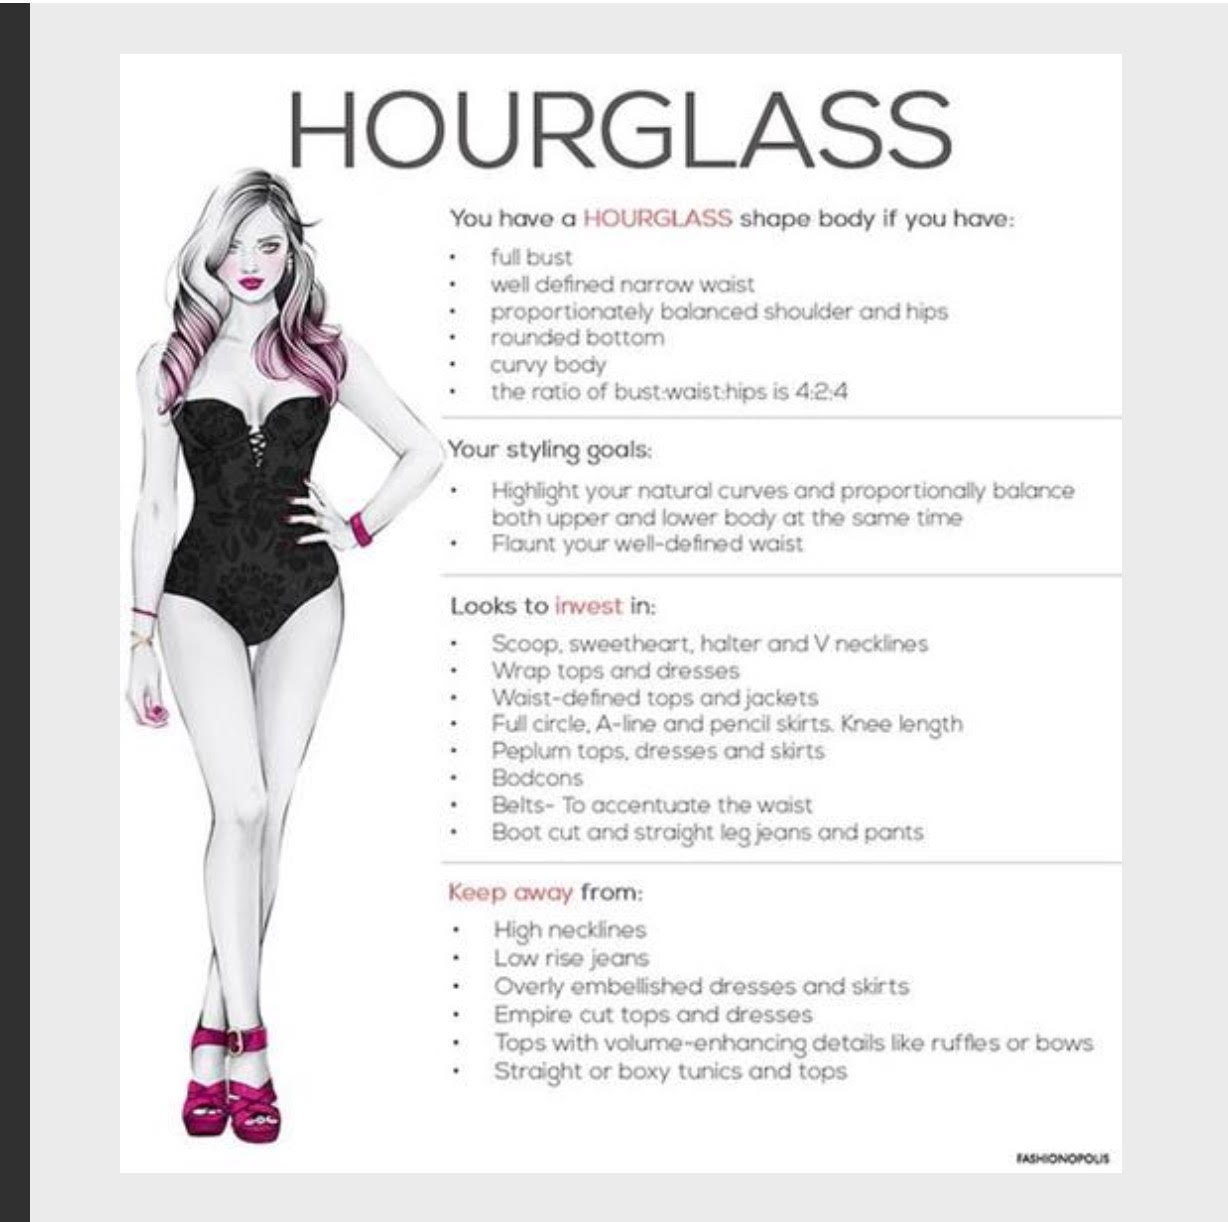 HOURGLASS
You have a HOURGLASS shape body if you have:
• full bust
• well defined narrow waist
• proportionately balanced shoulder and hips
• rounded bottom
• curvy body
• the ratio of bust:waist:hips is 4:2:4
Your styling goals:
• Highlight your natural curves and proportionally balance
both upper and lower body at the same time
• Flaunt your well-defined waist
Looks to invest in:
• Scoop, sweetheart, halter and V necklines
• Wrap tops and dresses
• Waist-defined tops and jackets
• Full circle, A-line and pencil skirts. Knee length
• Peplum tops, dresses and skirts
• Bodcons
• Belts- To accentuate the waist
• Boot cut and straight leg jeans and pants
Keep away from:
• High necklines
• Low rise jeans
• Overly embellished dresses and skirts
• Empire cut tops and dresses
• Tops with volume-enhancing details like ruffles or bows
• Straight or boxy tunics and tops
FASHIONOPOLIS